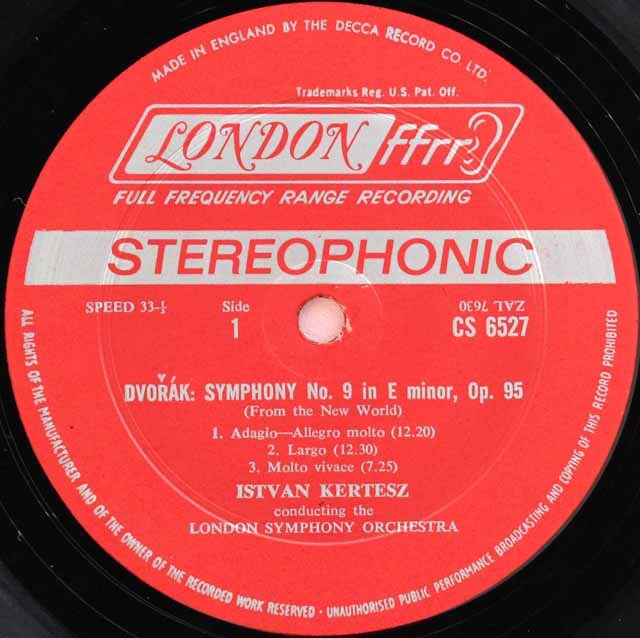 MADE IN ENGLAND BY THE DECCA RECORD CO. LTD.
Trademarks Reg. U.S. Pat. Off.
LONDON ffrr
FULL FREQUENCY RANGE RECORDING
STEREOPHONIC
SPEED 33-⅓
Side
1
ZAL 7630
CS 6527
DVOŘÁK: SYMPHONY No. 9 in E minor, Op. 95
(From the New World)
1. Adagio—Allegro molto (12.20)
2. Largo (12.30)
3. Molto vivace (7.25)
ISTVAN KERTESZ
conducting the
LONDON SYMPHONY ORCHESTRA
ALL RIGHTS OF THE MANUFACTURER AND OF THE OWNER OF THE RECORDED WORK RESERVED · UNAUTHORISED PUBLIC PERFORMANCE BROADCASTING AND COPYING OF THIS RECORD PROHIBITED